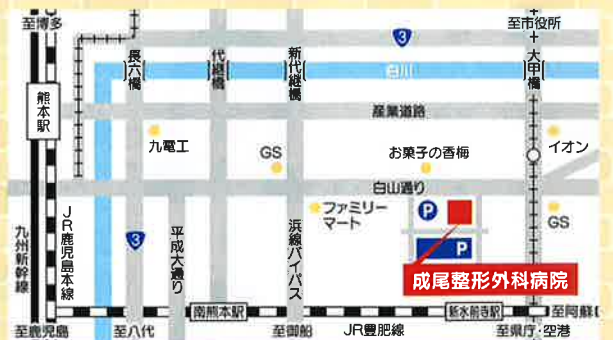 至博多
3
至市役所
長六橋
代継橋
新代継橋
白川
大甲橋
熊本駅
産業道路
九電工
GS
お菓子の香梅
イオン
白山通り
ファミリー
マート
P
GS
九州新幹線
JR鹿児島本線
3
平成大通り
浜線バイパス
P
成尾整形外科病院
南熊本駅
新水前寺駅
至阿蘇
至鹿児島
至八代
至御船
JR豊肥線
至県庁・空港